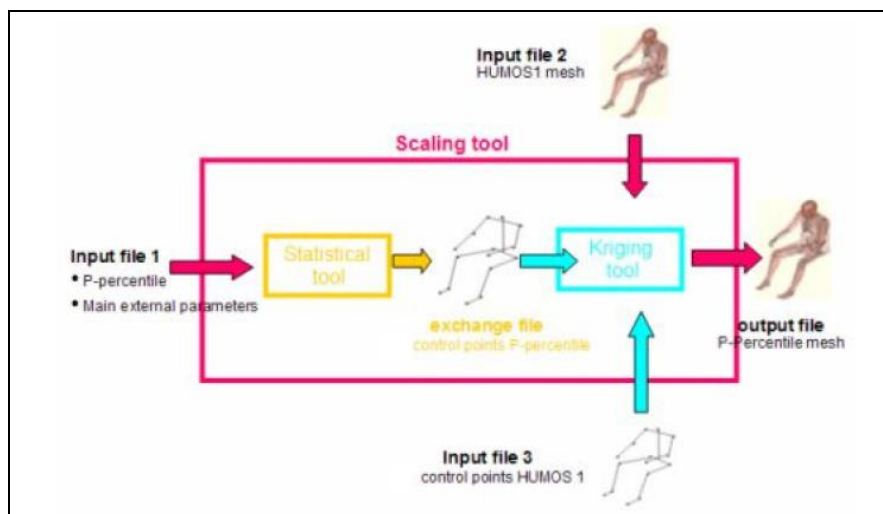 Input file 2
HUMOS1 mesh
Scaling tool
Input file 1
• P-percentile
• Main external parameters
Statistical
tool
exchange file
control points P-percentile
Kriging
tool
output file
P-Percentile mesh
Input file 3
control points HUMOS 1